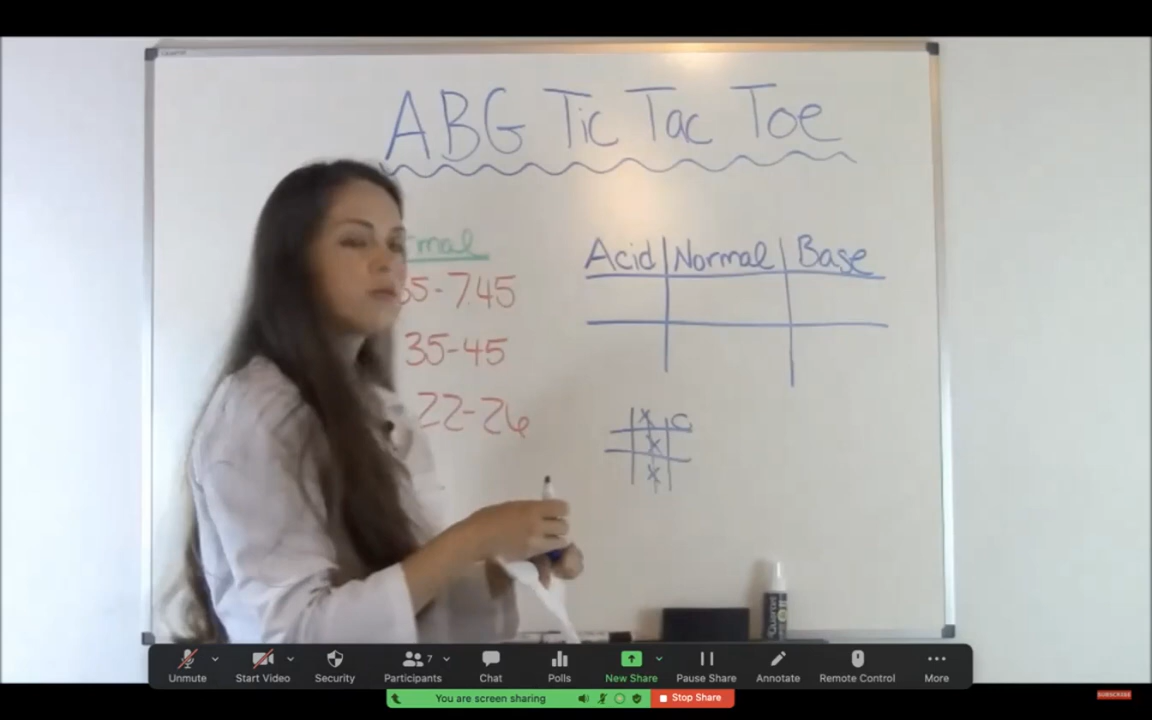 ABG Tic Tac Toe
35-7.45
35-45
22-26
Acid Normal Base
X
X
X
Unmute
Start Video
Security
Participants
7
Chat
Polls
New Share
Pause Share
Annotate
Remote Control
More
You are screen sharing
Stop Share
SUBSCRIBE